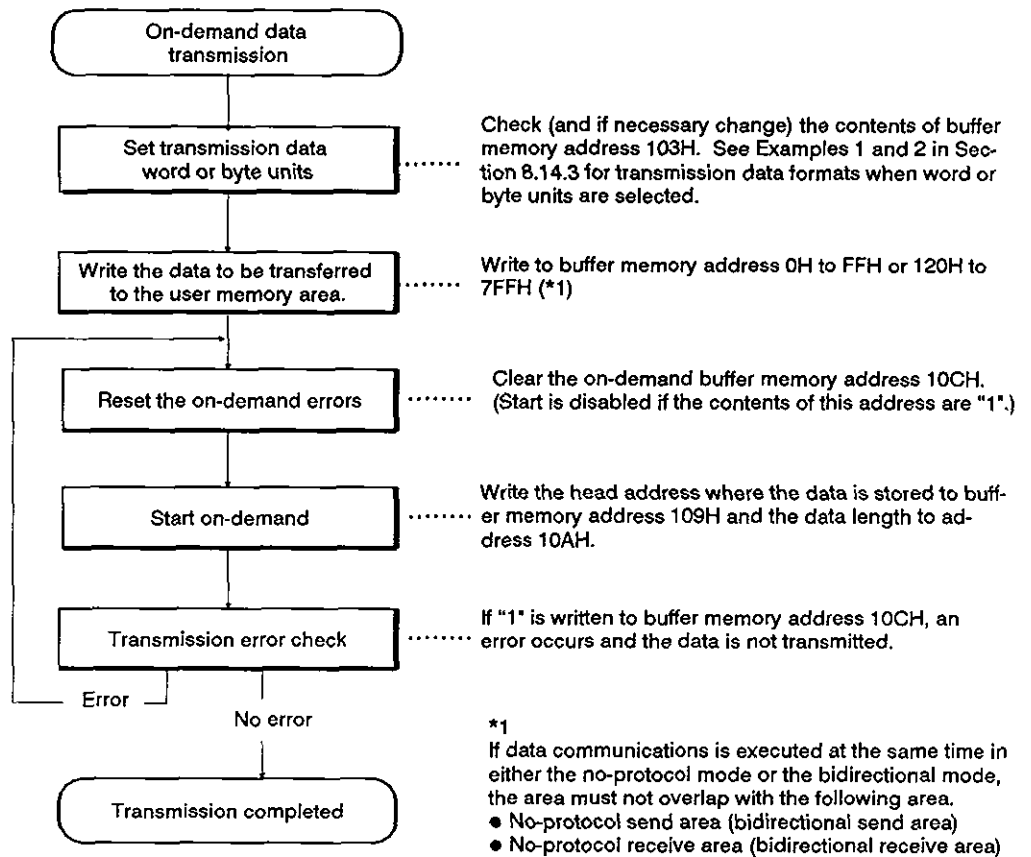 On-demand data
transmission
Set transmission data
word or byte units
Check (and if necessary change) the contents of buffer
memory address 103H. See Examples 1 and 2 in Sec-
tion 8.14.3 for transmission data formats when word or
byte units are selected.
Write the data to be transferred
to the user memory area.
Write to buffer memory address 0H to FFH or 120H to
7FFH (*1)
Reset the on-demand errors
Clear the on-demand buffer memory address 10CH.
(Start is disabled if the contents of this address are "1".)
Start on-demand
Write the head address where the data is stored to buff-
er memory address 109H and the data length to ad-
dress 10AH.
Transmission error check
If "1" is written to buffer memory address 10CH, an
error occurs and the data is not transmitted.
Error
No error
Transmission completed
*1
If data communications is executed at the same time in
either the no-protocol mode or the bidirectional mode,
the area must not overlap with the following area.
● No-protocol send area (bidirectional send area)
● No-protocol receive area (bidirectional receive area)